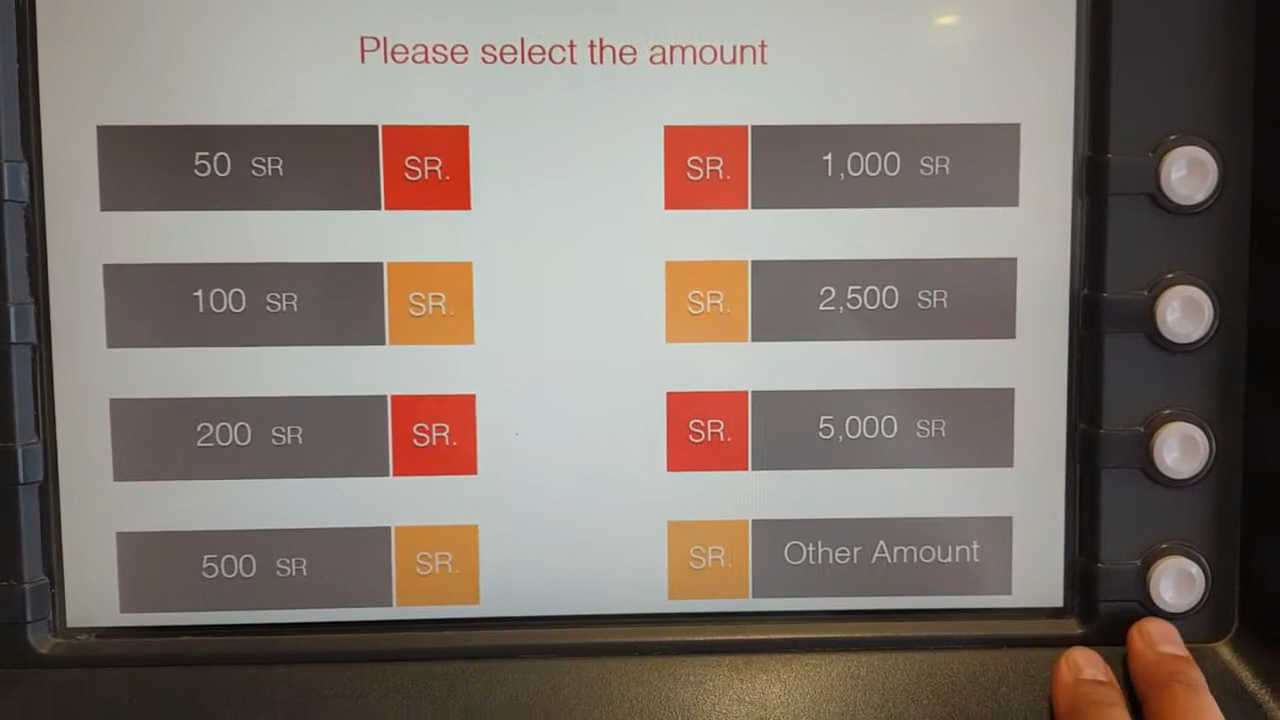 Please select the amount
50 SR SR.
SR. 1,000 SR
100 SR SR.
SR. 2,500 SR
200 SR SR.
SR. 5,000 SR
500 SR SR.
SR. Other Amount